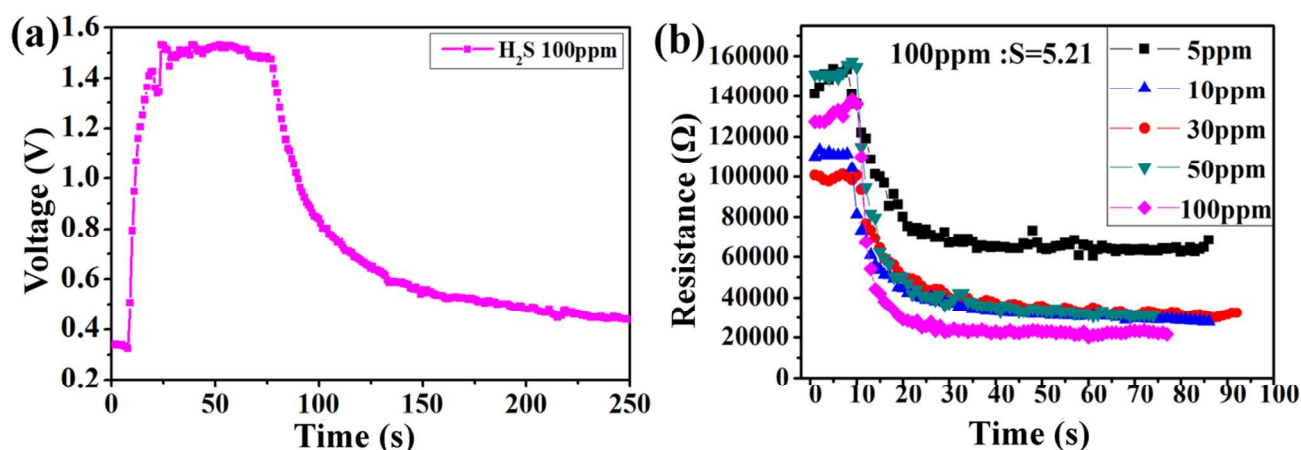 (a)
H₂S 100ppm
Voltage (V)
1.6
1.4
1.2
1.0
0.8
0.6
0.4
0.2
0 50 100 150 200 250
Time (s)
(b)
100ppm :S=5.21
5ppm
10ppm
30ppm
50ppm
100ppm
Resistance (Ω)
160000
140000
120000
100000
80000
60000
40000
20000
0
0 10 20 30 40 50 60 70 80 90 100
Time (s)